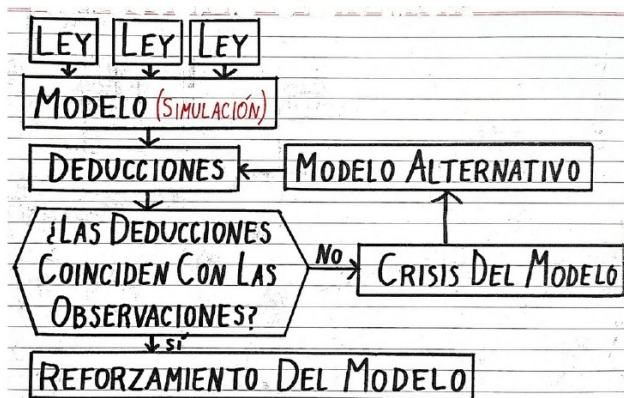 LEY LEY LEY
MODELO (SIMULACIÓN)
DEDUCCIONES
MODELO ALTERNATIVO
¿LAS DEDUCCIONES
COINCIDEN CON LAS
OBSERVACIONES?
NO
CRISIS DEL MODELO
SÍ
REFORZAMIENTO DEL MODELO